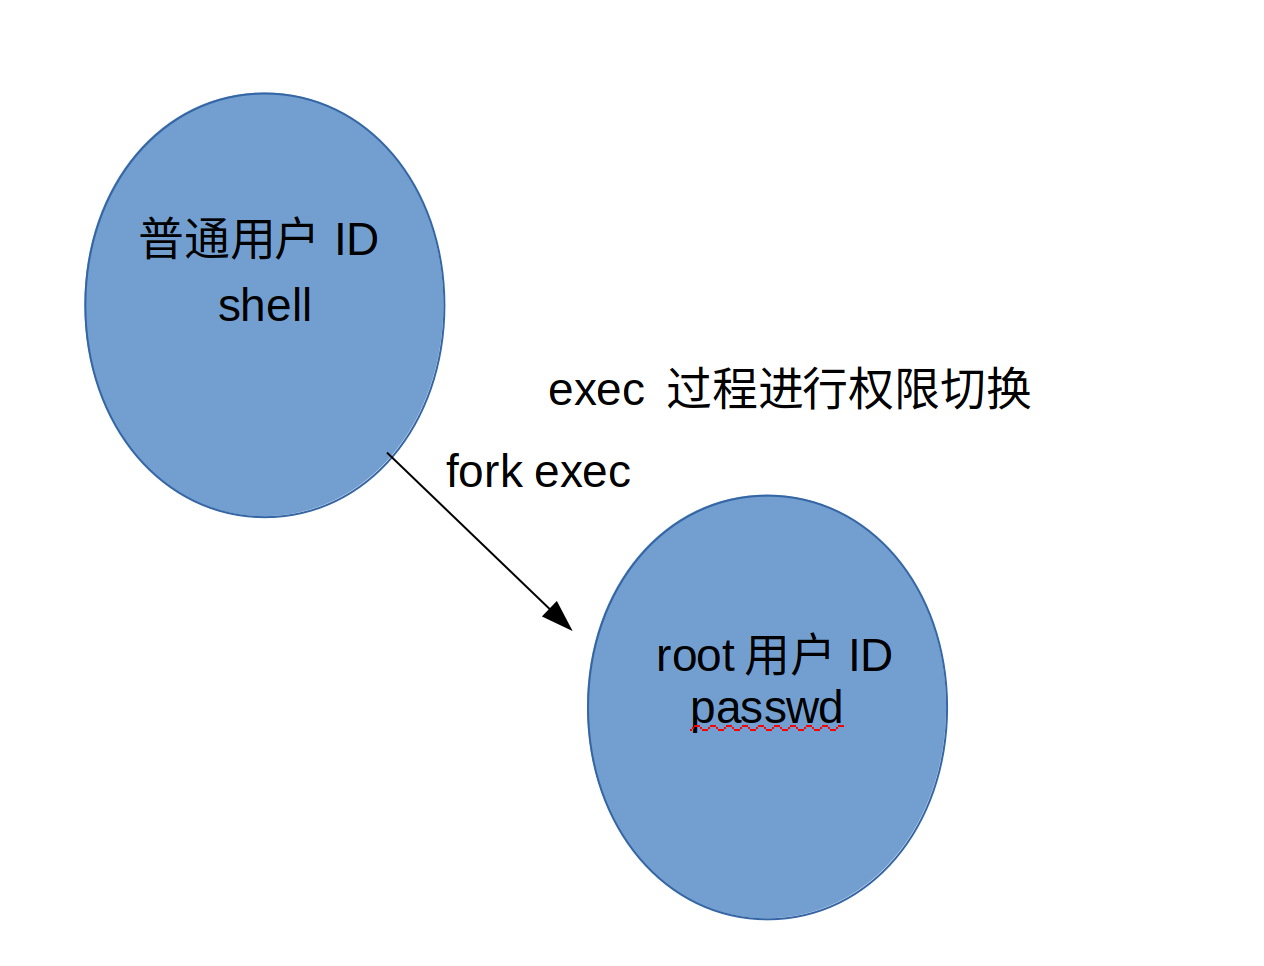 普通用户 ID
shell
exec 过程进行权限切换
fork exec
root 用户 ID
passwd